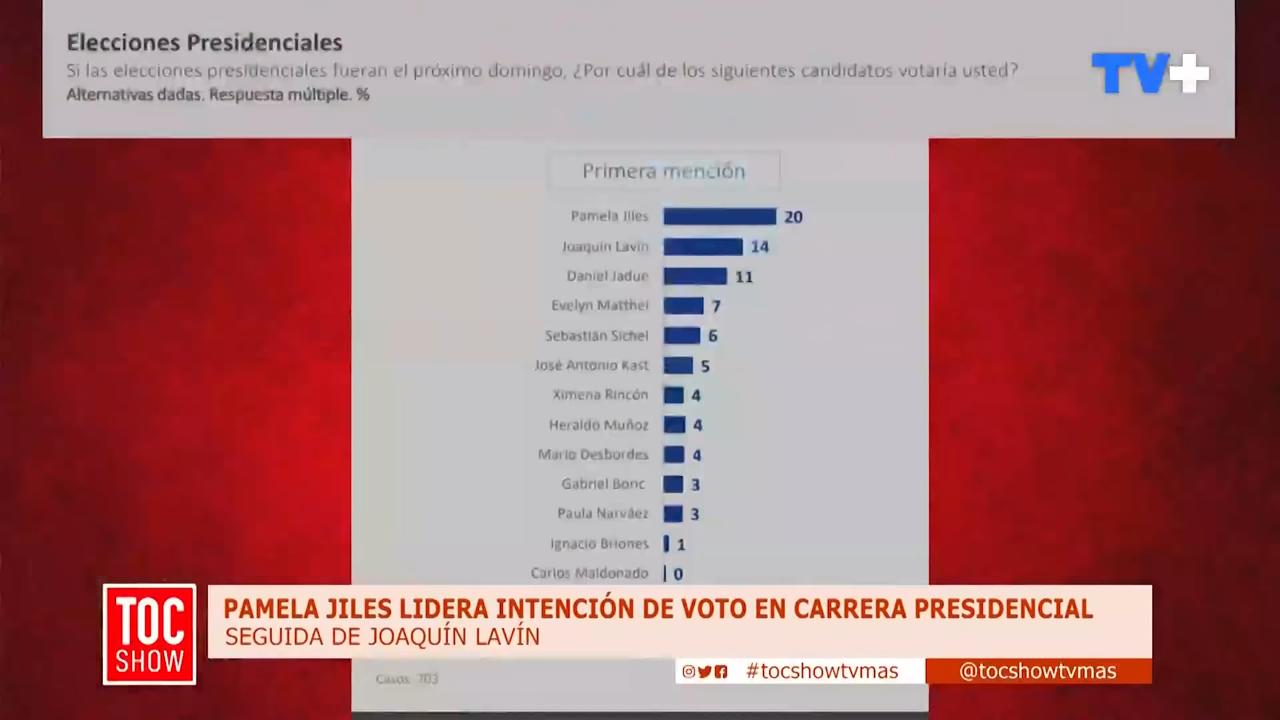 Elecciones Presidenciales
Si las elecciones presidenciales fueran el próximo domingo, ¿Por cuál de los siguientes candidatos votaría usted?
Alternativas dadas. Respuesta múltiple. %
TV+
Primera mención
Pamela Jiles 20
Joaquín Lavín 14
Daniel Jadue 11
Evelyn Matthei 7
Sebastián Sichel 6
José Antonio Kast 5
Ximena Rincón 4
Heraldo Muñoz 4
Mario Desbordes 4
Gabriel Boric 3
Paula Narváez 3
Ignacio Briones 1
Carlos Maldonado 0
TOC SHOW
PAMELA JILES LIDERA INTENCIÓN DE VOTO EN CARRERA PRESIDENCIAL
SEGUIDA DE JOAQUÍN LAVÍN
#tocshowtvmas @tocshowtvmas
Casos: 703